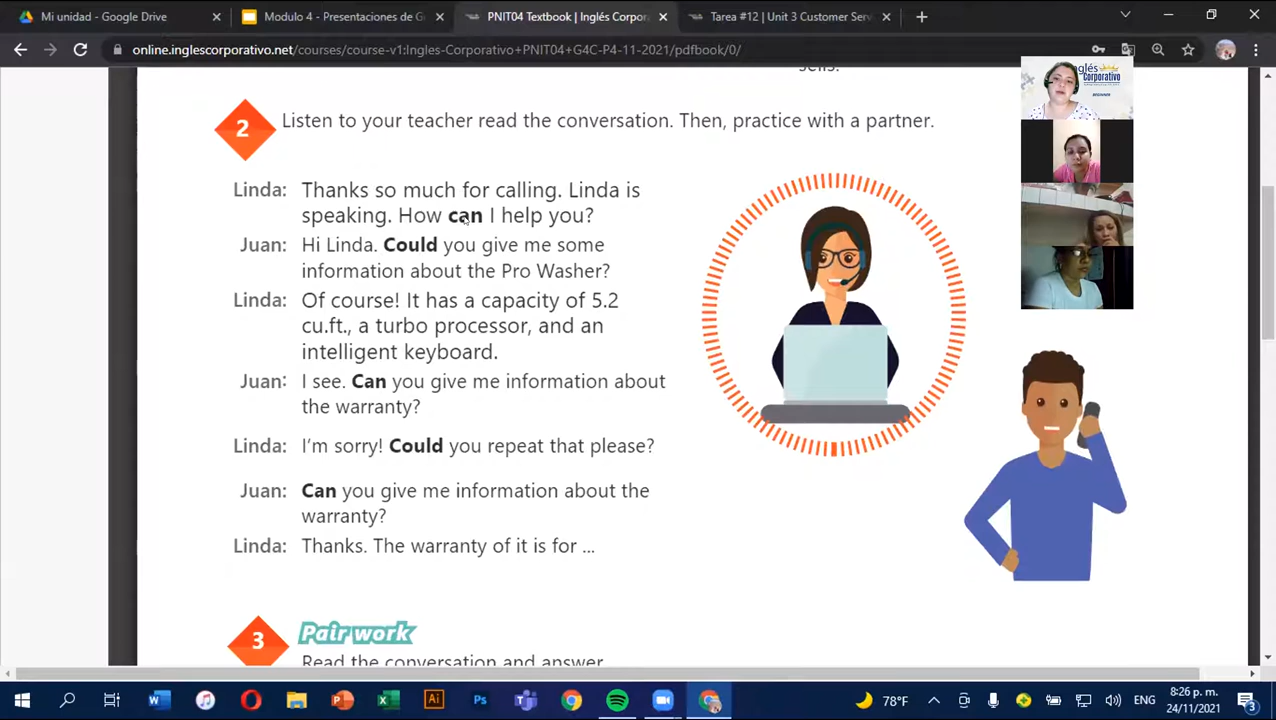 Mi unidad - Google Drive
Modulo 4 - Presentaciones de G
PNIT04 Textbook | Inglés Corpor
Tarea #12 | Unit 3 Customer Serv
online.inglescorporativo.net/courses/course-v1:Ingles-Corporativo+PNIT04+G4C-P4-11-2021/pdfbook/0/
sells.
Inglés
Corporativo
BEGINNER
2 Listen to your teacher read the conversation. Then, practice with a partner.
Linda: Thanks so much for calling. Linda is
speaking. How can I help you?
Juan: Hi Linda. Could you give me some
information about the Pro Washer?
Linda: Of course! It has a capacity of 5.2
cu.ft., a turbo processor, and an
intelligent keyboard.
Juan: I see. Can you give me information about
the warranty?
Linda: I'm sorry! Could you repeat that please?
Juan: Can you give me information about the
warranty?
Linda: Thanks. The warranty of it is for ...
3 Pair work
Read the conversation and answer
78°F
ENG
8:26 p. m.
24/11/2021
3